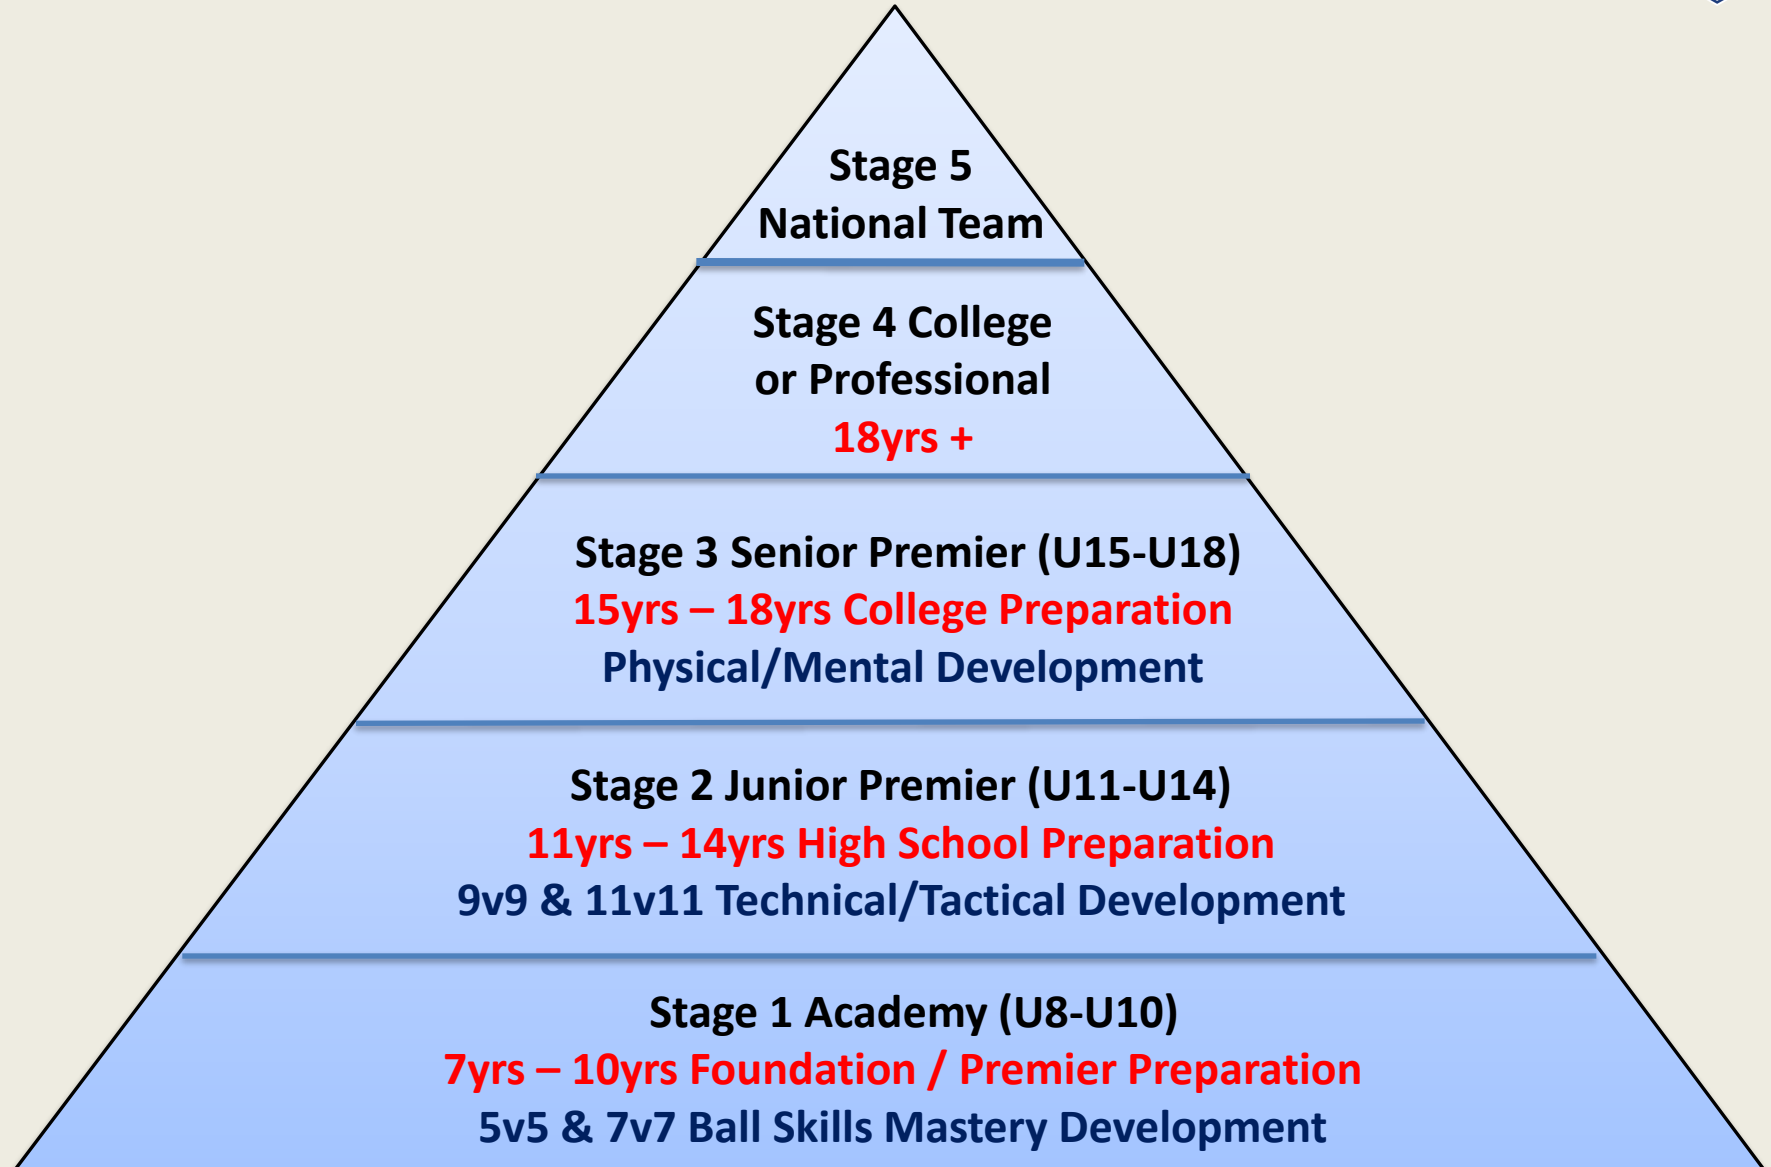 Stage 5
National Team
Stage 4 College
or Professional
18yrs +
Stage 3 Senior Premier (U15-U18)
15yrs – 18yrs College Preparation
Physical/Mental Development
Stage 2 Junior Premier (U11-U14)
11yrs – 14yrs High School Preparation
9v9 & 11v11 Technical/Tactical Development
Stage 1 Academy (U8-U10)
7yrs – 10yrs Foundation / Premier Preparation
5v5 & 7v7 Ball Skills Mastery Development